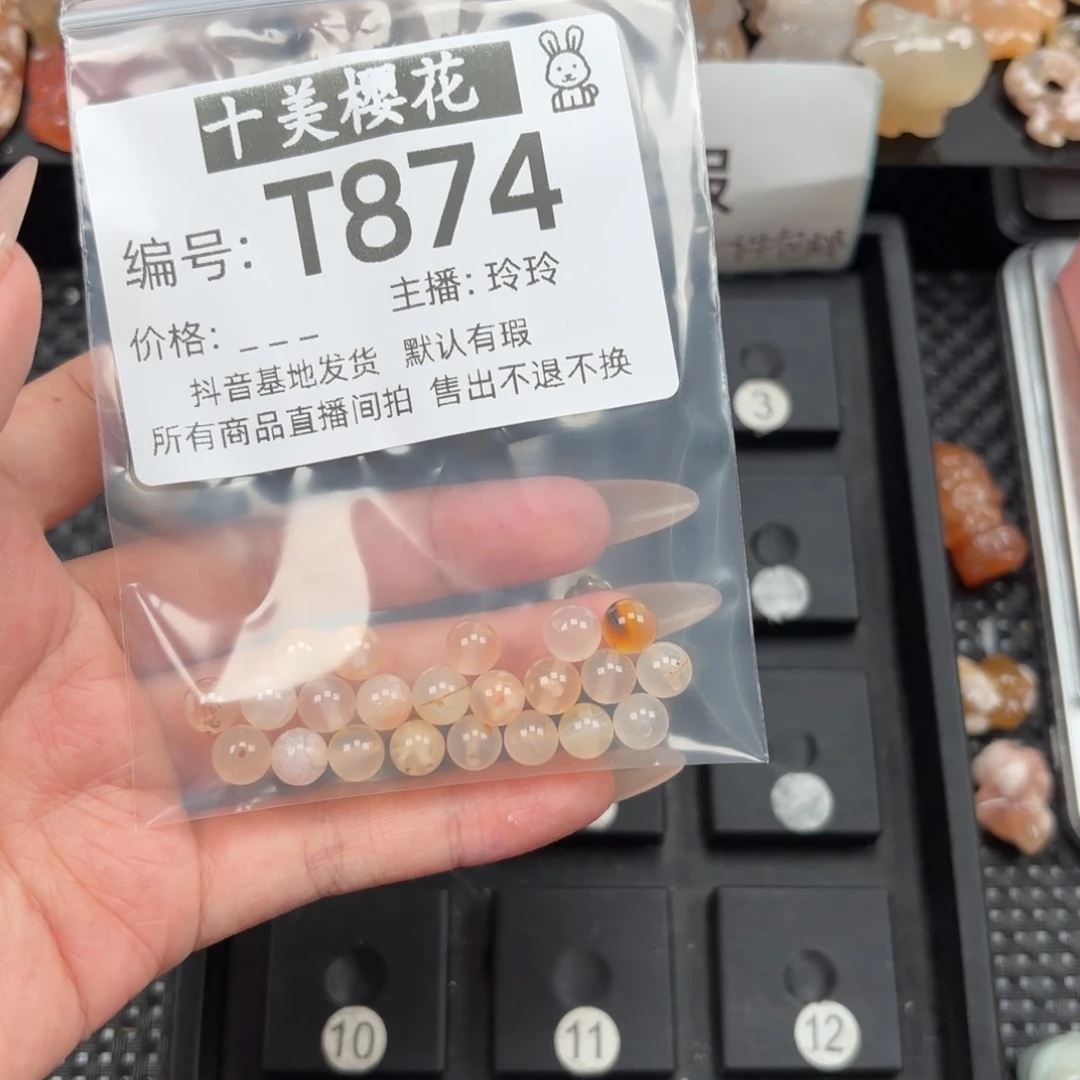 十美樱花
编号: T874
主播: 玲玲
价格: _ _ _
抖音基地发货 默认有瑕
所有商品直播间拍 售出不退不换
3
10
11
12